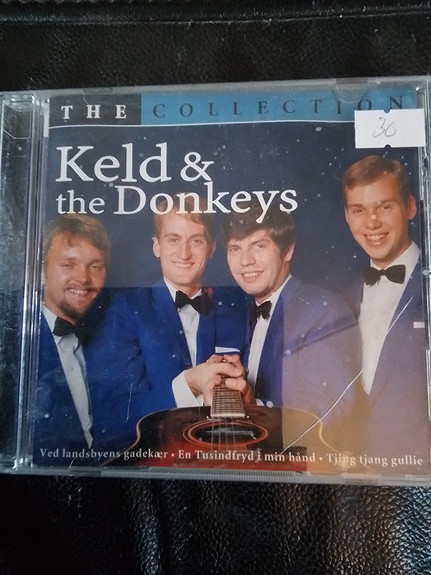 THE COLLECTION
30
Keld &
the Donkeys
Ved landsbyens gadekær • En Tusindfryd i min hånd • Tjing tjang gullie